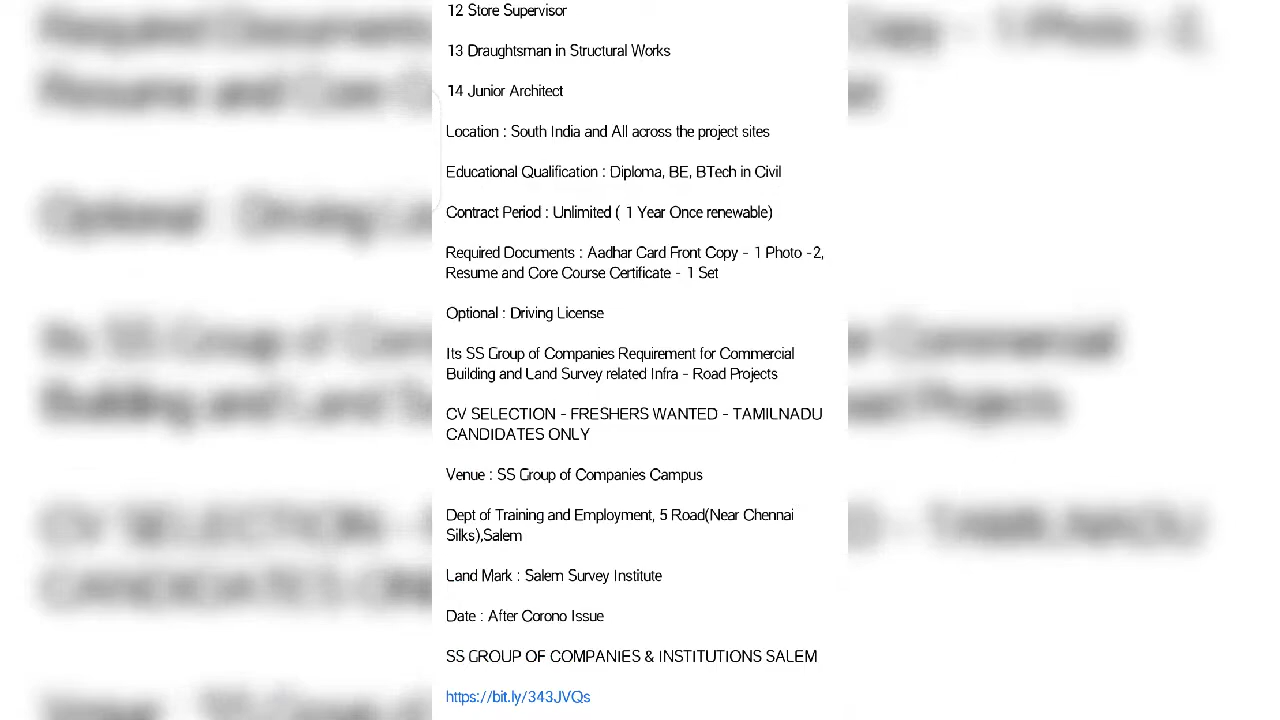 12 Store Supervisor
13 Draughtsman in Structural Works
14 Junior Architect
Location : South India and All across the project sites
Educational Qualification : Diploma, BE, BTech in Civil
Contract Period : Unlimited ( 1 Year Once renewable)
Required Documents : Aadhar Card Front Copy - 1 Photo -2,
Resume and Core Course Certificate - 1 Set
Optional : Driving License
Its SS Group of Companies Requirement for Commercial
Building and Land Survey related Infra - Road Projects
CV SELECTION - FRESHERS WANTED - TAMILNADU
CANDIDATES ONLY
Venue : SS Group of Companies Campus
Dept of Training and Employment, 5 Road(Near Chennai
Silks),Salem
Land Mark : Salem Survey Institute
Date : After Corono Issue
SS GROUP OF COMPANIES & INSTITUTIONS SALEM
https://bit.ly/343JVQs